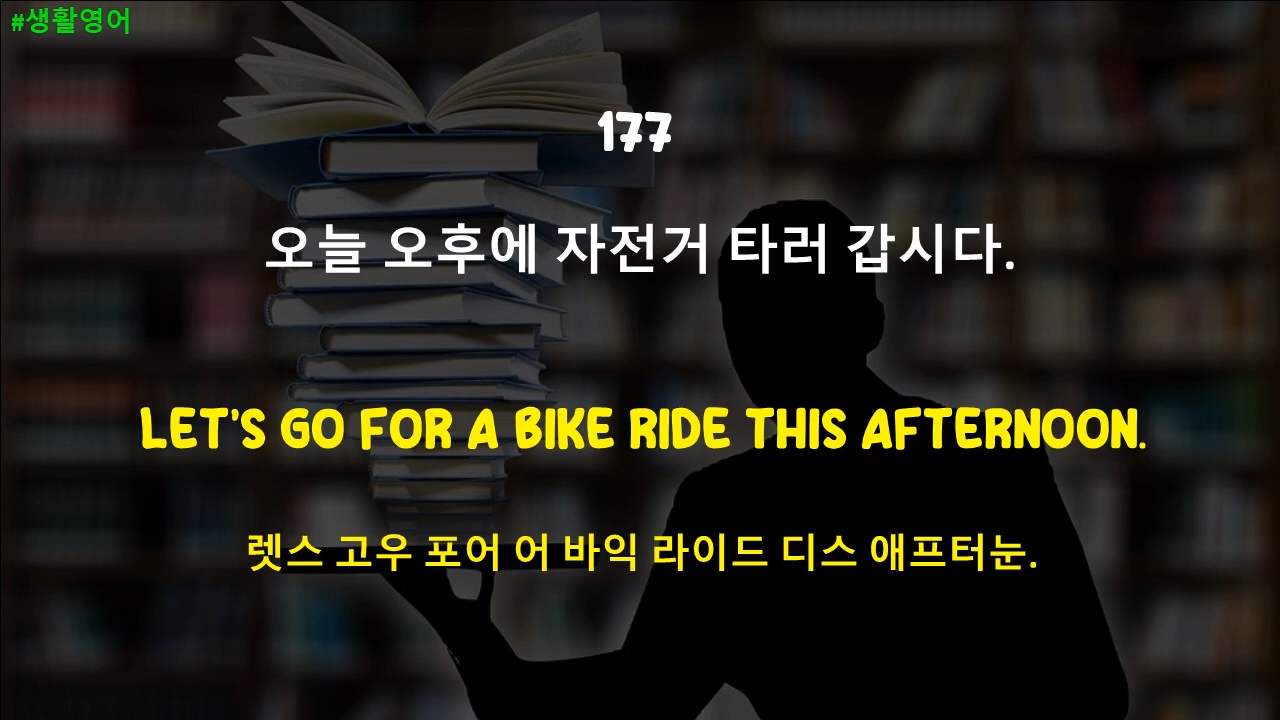 #생활영어
177
오늘 오후에 자전거 타러 갑시다.
LET'S GO FOR A BIKE RIDE THIS AFTERNOON.
렛스 고우 포어 어 바익 라이드 디스 애프터눈.